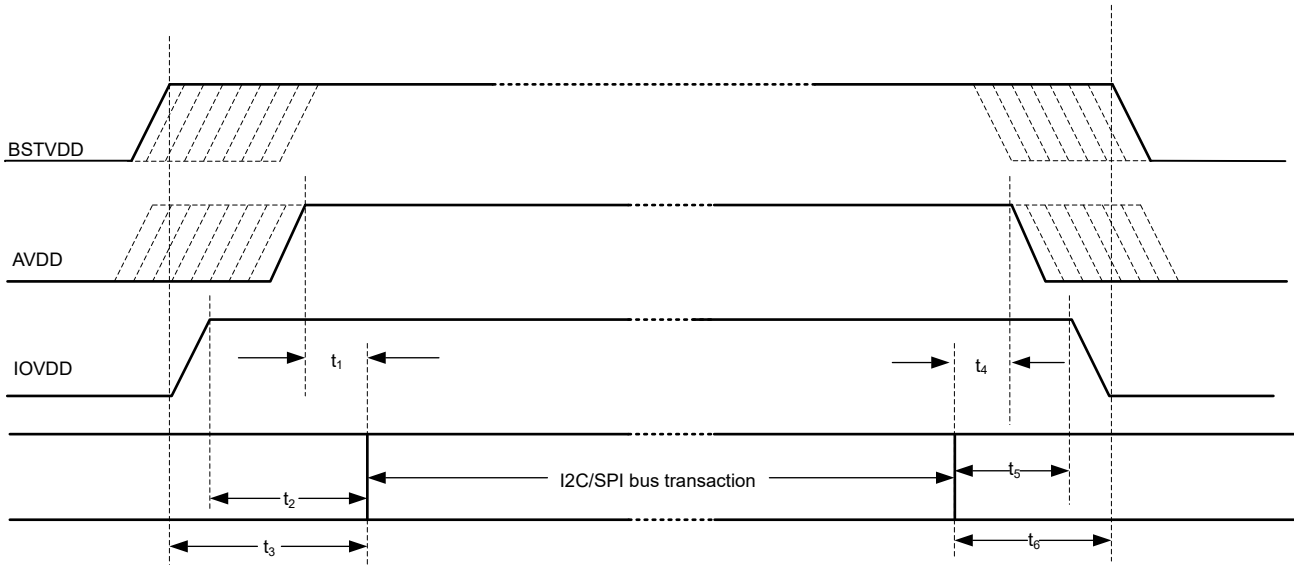 BSTVDD
AVDD
IOVDD
t1
t4
I2C/SPI bus transaction
t2
t5
t3
t6